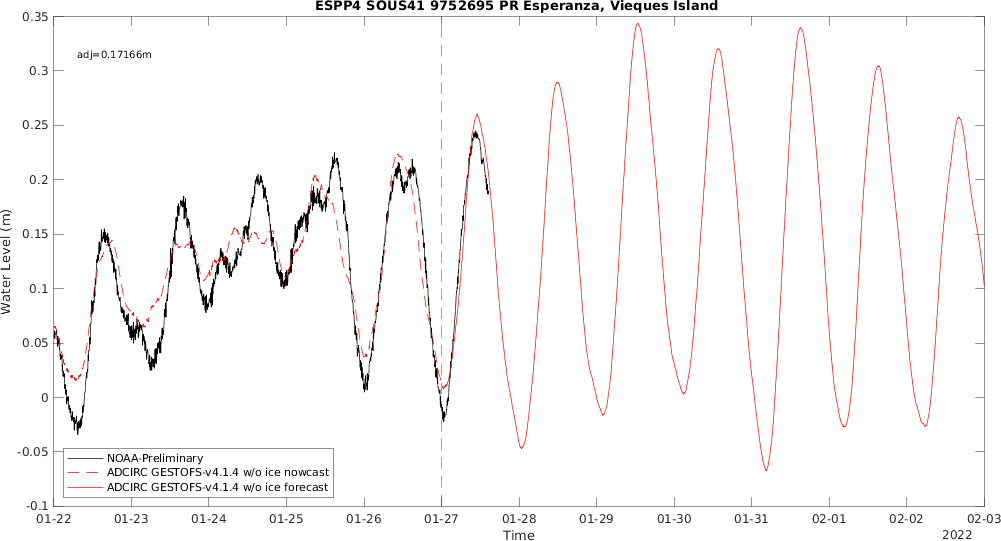 ESPP4 SOUS41 9752695 PR Esperanza, Vieques Island
adj=0.17166m
0.35
0.3
0.25
0.2
0.15
0.1
0.05
0
-0.05
-0.1
Water Level (m)
NOAA-Preliminary
ADCIRC GESTOFS-v4.1.4 w/o ice nowcast
ADCIRC GESTOFS-v4.1.4 w/o ice forecast
01-22 01-23 01-24 01-25 01-26 01-27 01-28 01-29 01-30 01-31 02-01 02-02 02-03
Time
2022